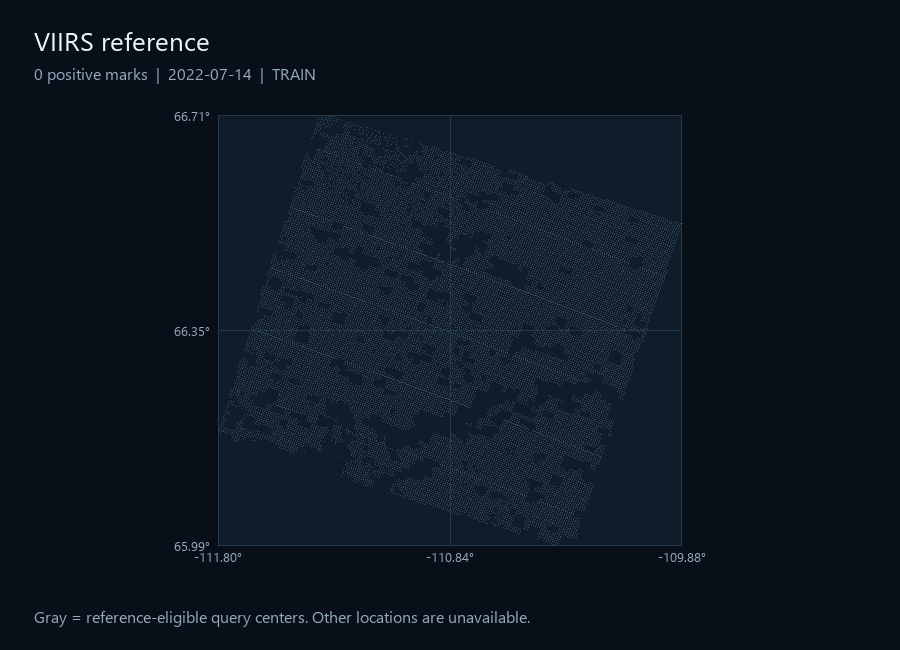 VIIRS reference
0 positive marks | 2022-07-14 | TRAIN
66.71°
66.35°
65.99°
-111.80° -110.84° -109.88°
Gray = reference-eligible query centers. Other locations are unavailable.